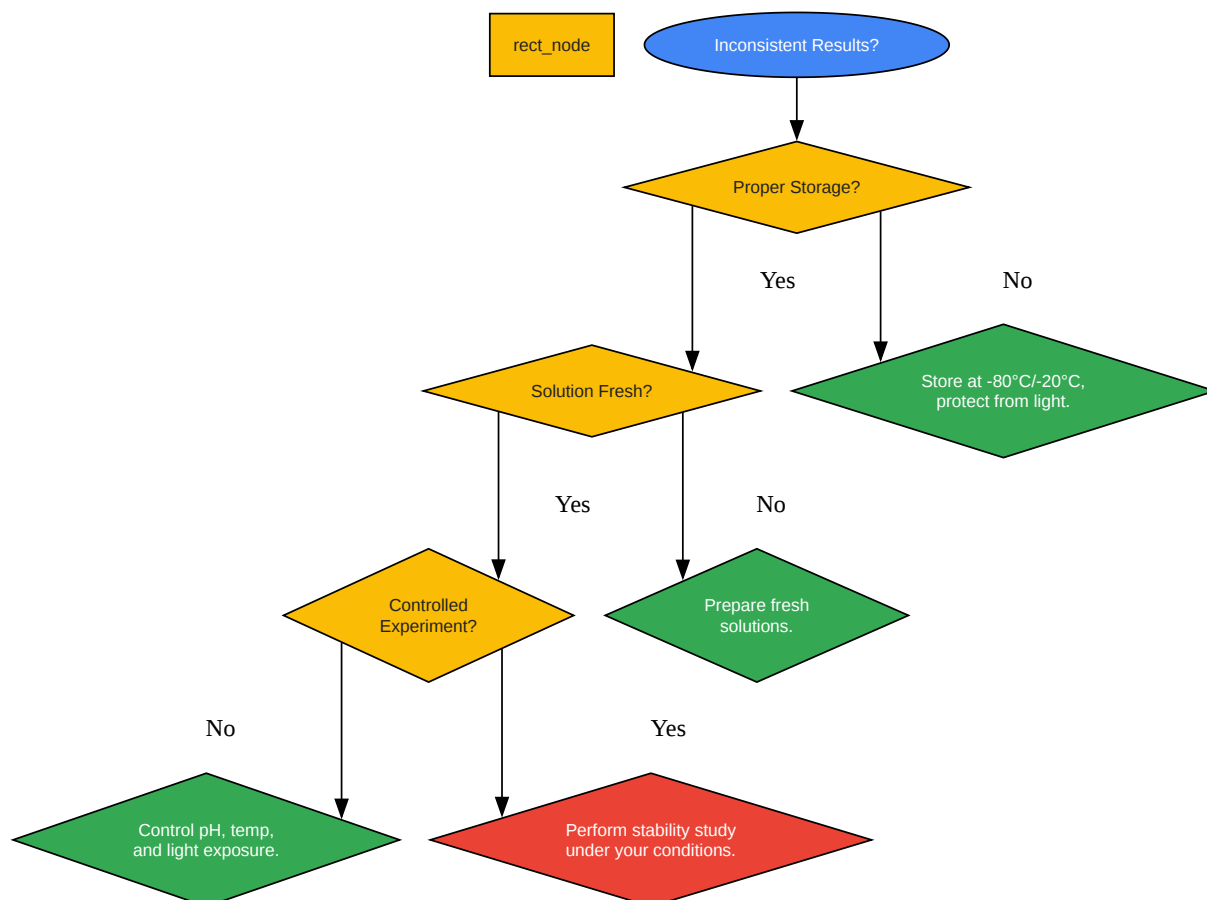 rect_node
Inconsistent Results?
Proper Storage?
Yes
No
Solution Fresh?
Store at -80°C/-20°C,
protect from light.
Yes
No
Controlled
Experiment?
Prepare fresh
solutions.
No
Yes
Control pH, temp,
and light exposure.
Perform stability study
under your conditions.